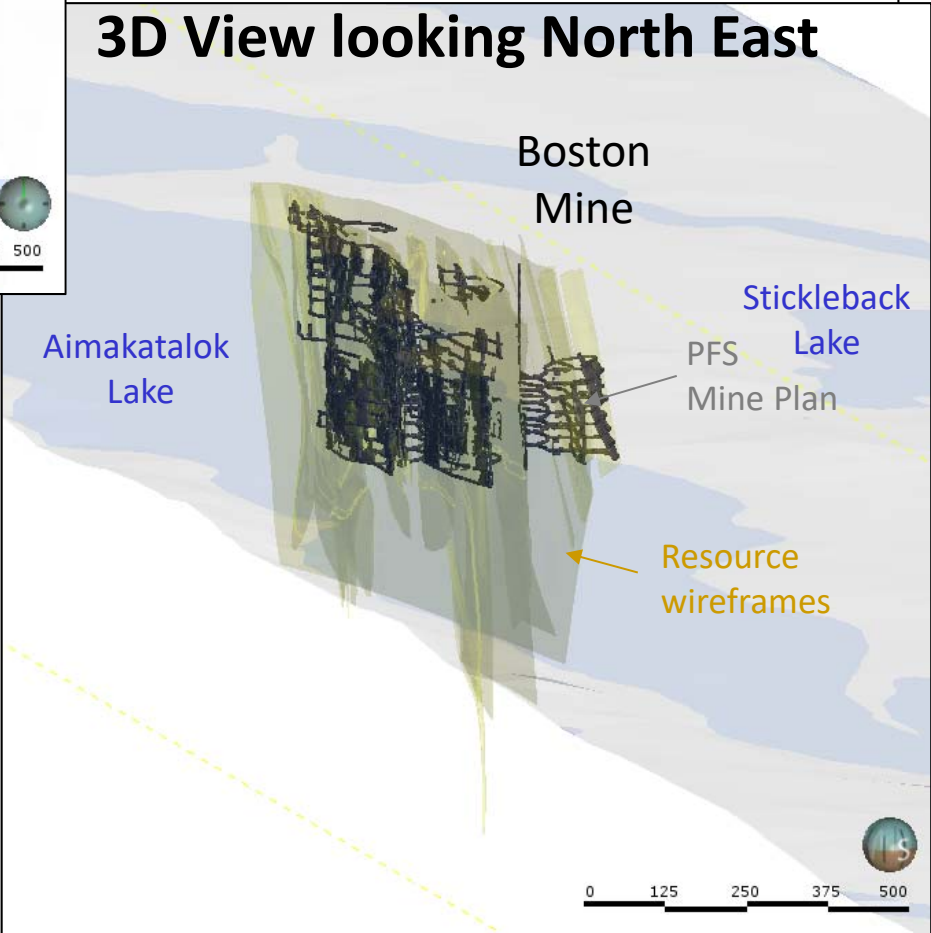 3D View looking North East
500
Boston
Mine
Stickleback
Lake
Aimakatalok
Lake
PFS
Mine Plan
Resource
wireframes
S
0 125 250 375 500